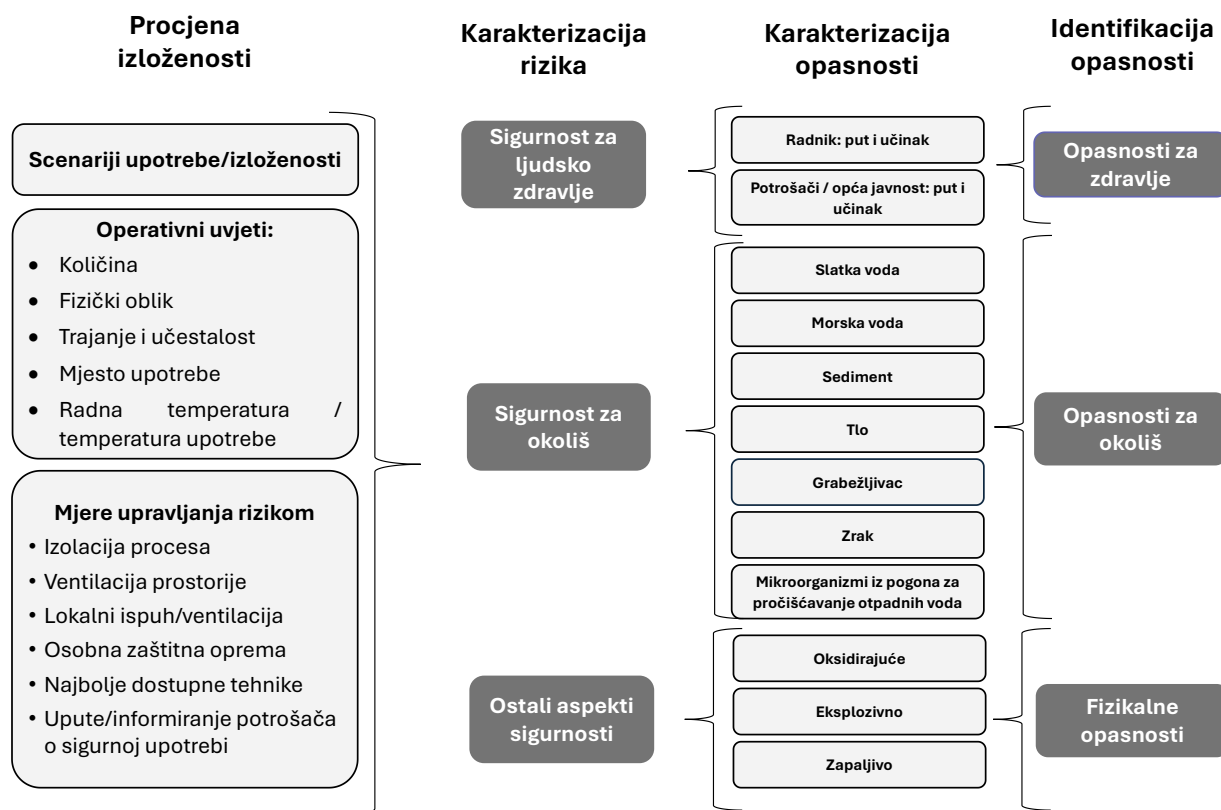 Procjena
izloženosti
Karakterizacija
rizika
Karakterizacija
opasnosti
Identifikacija
opasnosti
Scenariji upotrebe/izloženosti
Operativni uvjeti:
• Količina
• Fizički oblik
• Trajanje i učestalost
• Mjesto upotrebe
• Radna temperatura /
temperatura upotrebe
Mjere upravljanja rizikom
• Izolacija procesa
• Ventilacija prostorije
• Lokalni ispuh/ventilacija
• Osobna zaštitna oprema
• Najbolje dostupne tehnike
• Upute/informiranje potrošača
o sigurnoj upotrebi
Sigurnost za
ljudsko
zdravlje
Sigurnost za
okoliš
Ostali aspekti
sigurnosti
Radnik: put i učinak
Potrošači / opća javnost: put i
učinak
Slatka voda
Morska voda
Sediment
Tlo
Grabežljivac
Zrak
Mikroorganizmi iz pogona za
pročišćavanje otpadnih voda
Oksidirajuće
Eksplozivno
Zapaljivo
Opasnosti za
zdravlje
Opasnosti za
okoliš
Fizikalne
opasnosti